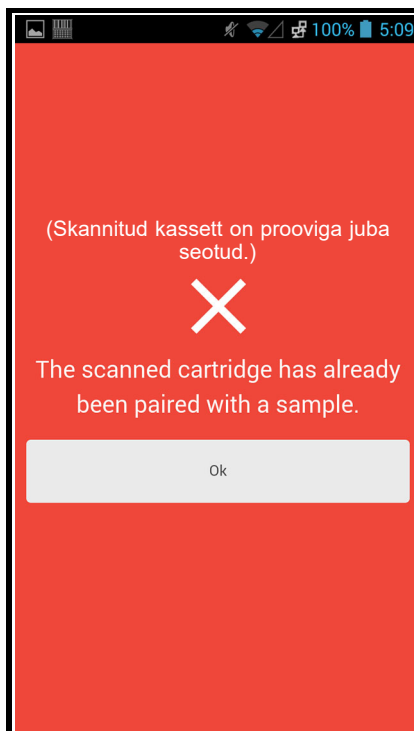 100% 5:09
(Skannitud kassett on prooviga juba
seotud.)
The scanned cartridge has already
been paired with a sample.
Ok